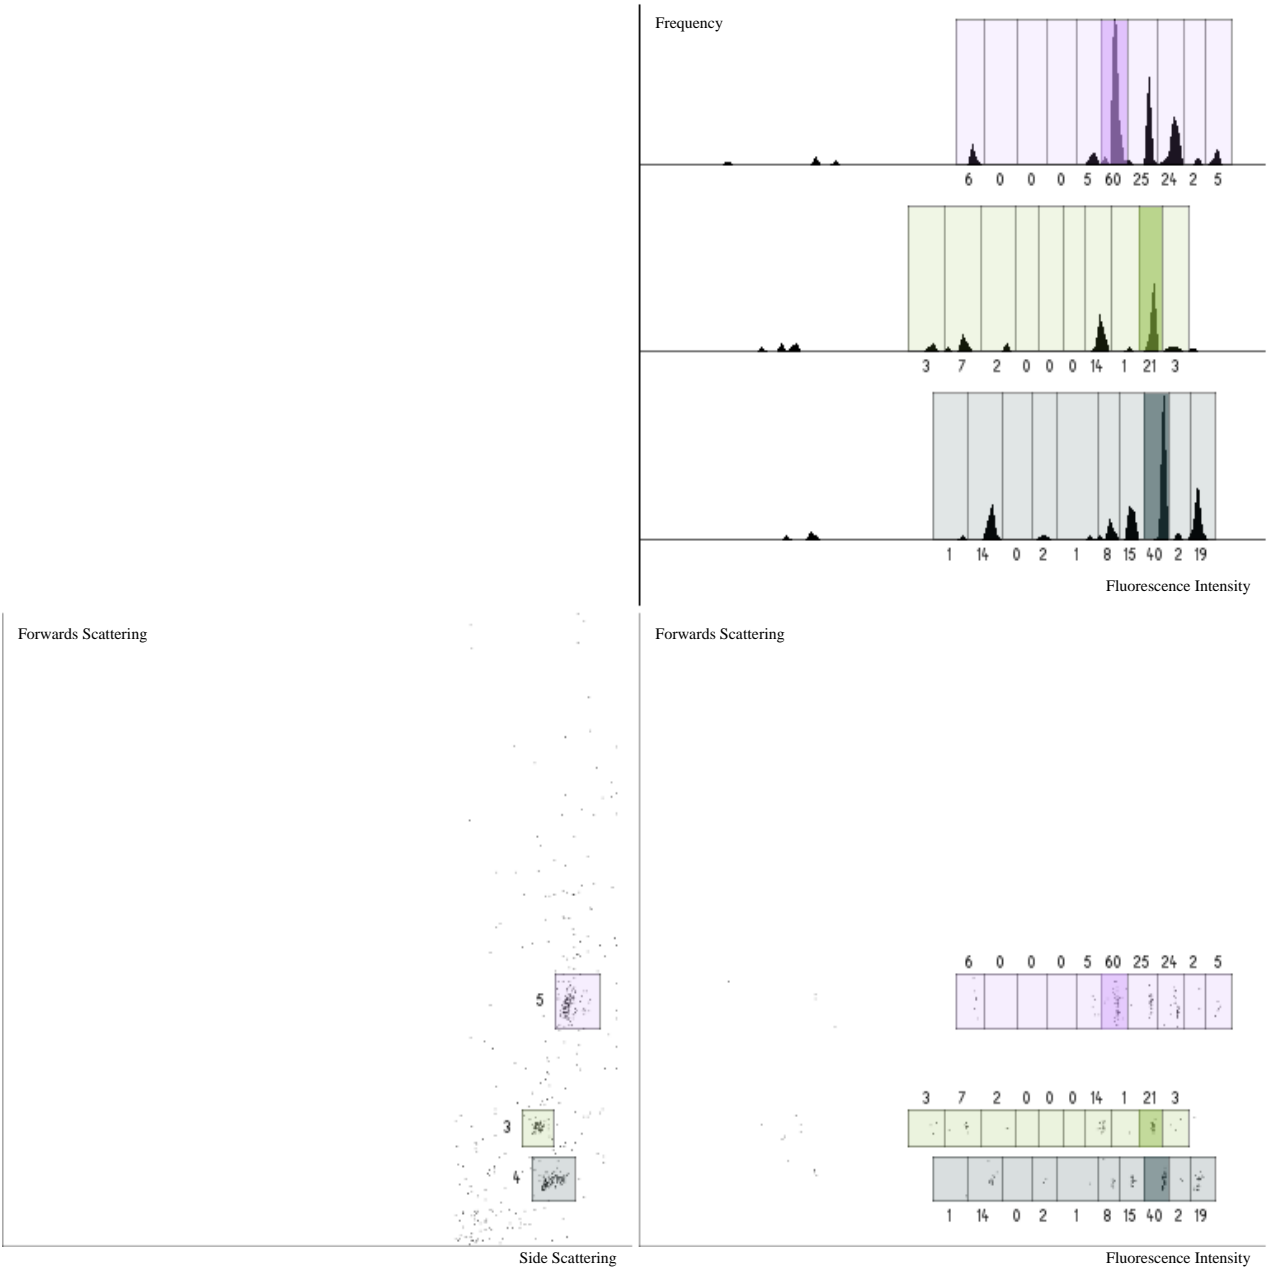 Frequency
6 0 0 0 5 60 25 24 2 5
3 7 2 0 0 0 14 1 21 3
1 14 0 2 1 8 15 40 2 19
Fluorescence Intensity
Forwards Scattering
5
3
4
Side Scattering
Forwards Scattering
6 0 0 0 5 60 25 24 2 5
3 7 2 0 0 0 14 1 21 3
1 14 0 2 1 8 15 40 2 19
Fluorescence Intensity